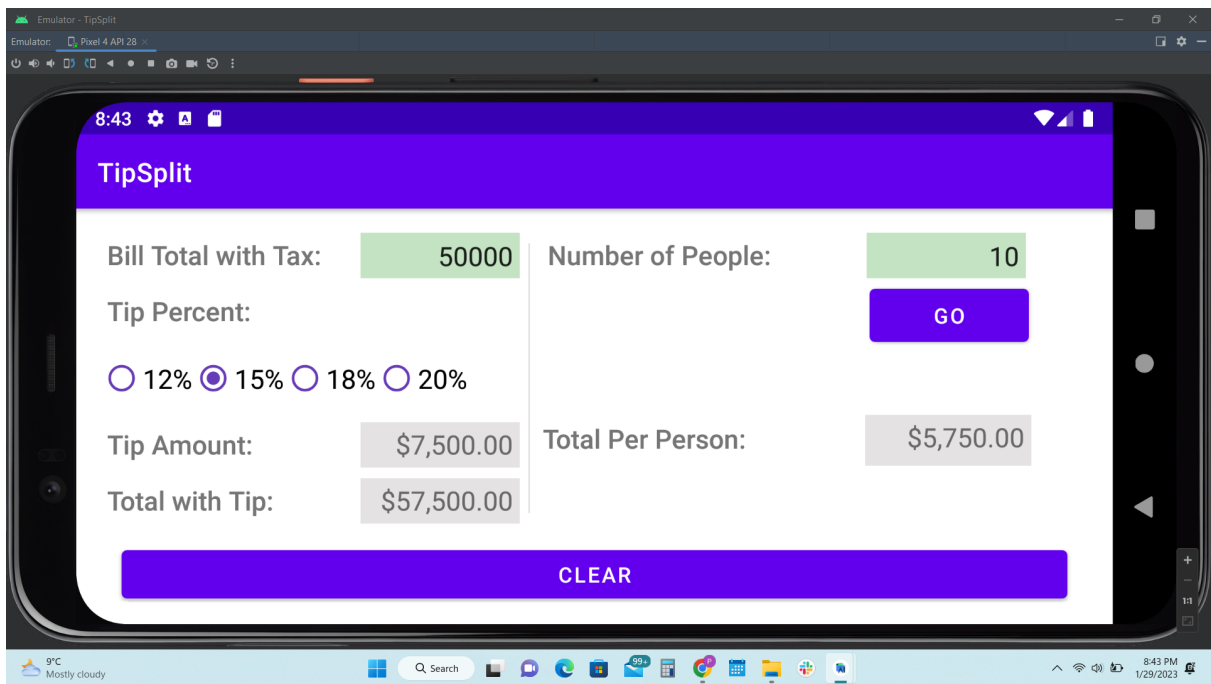 Emulator - TipSplit
Emulator: Pixel 4 API 28
8:43
TipSplit
Bill Total with Tax: 50000 Number of People: 10
Tip Percent: GO
12% 15% 18% 20%
Tip Amount: $7,500.00 Total Per Person: $5,750.00
Total with Tip: $57,500.00
CLEAR
1:1
9°C
Mostly cloudy
Search
99+
8:43 PM
1/29/2023